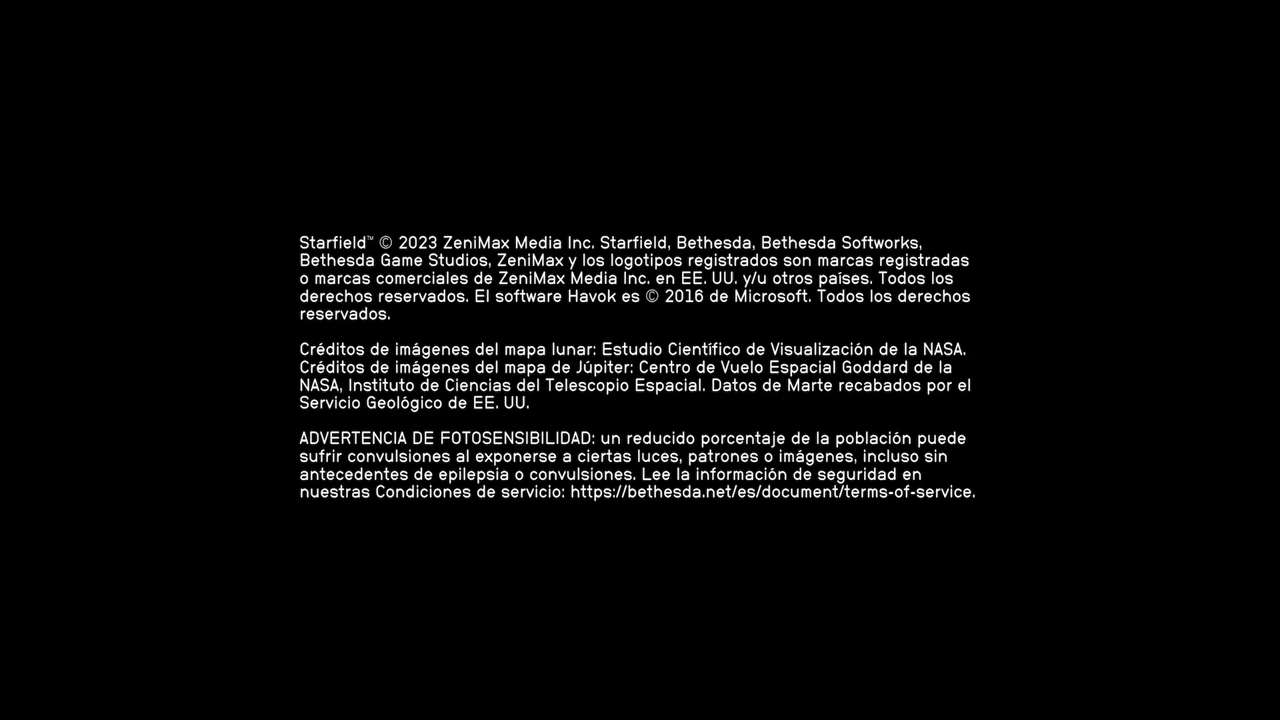 Starfield™ © 2023 ZeniMax Media Inc. Starfield, Bethesda, Bethesda Softworks,
Bethesda Game Studios, ZeniMax y los logotipos registrados son marcas registradas
o marcas comerciales de ZeniMax Media Inc. en EE. UU. y/u otros países. Todos los
derechos reservados. El software Havok es © 2016 de Microsoft. Todos los derechos
reservados.
Créditos de imágenes del mapa lunar: Estudio Científico de Visualización de la NASA.
Créditos de imágenes del mapa de Júpiter: Centro de Vuelo Espacial Goddard de la
NASA, Instituto de Ciencias del Telescopio Espacial. Datos de Marte recabados por el
Servicio Geológico de EE. UU.
ADVERTENCIA DE FOTOSENSIBILIDAD: un reducido porcentaje de la población puede
sufrir convulsiones al exponerse a ciertas luces, patrones o imágenes, incluso sin
antecedentes de epilepsia o convulsiones. Lee la información de seguridad en
nuestras Condiciones de servicio: https://bethesda.net/es/document/terms-of-service.